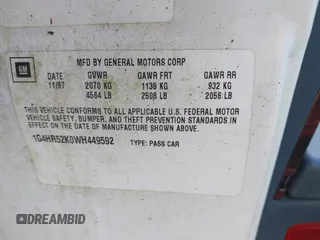 MFD BY GENERAL MOTORS CORP
GM
DATE GVWR GAWR FRT GAWR RR
11/97 2070 KG 1138 KG 932 KG
4564 LB 2508 LB 2056 LB
THIS VEHICLE CONFORMS TO ALL APPLICABLE U.S. FEDERAL MOTOR
VEHICLE SAFETY, BUMPER, AND THEFT PREVENTION STANDARDS IN
EFFECT ON THE DATE OF MANUFACTURE SHOWN ABOVE.
1G4HR52K0WH449592 TYPE: PASS CAR
DREAMBID